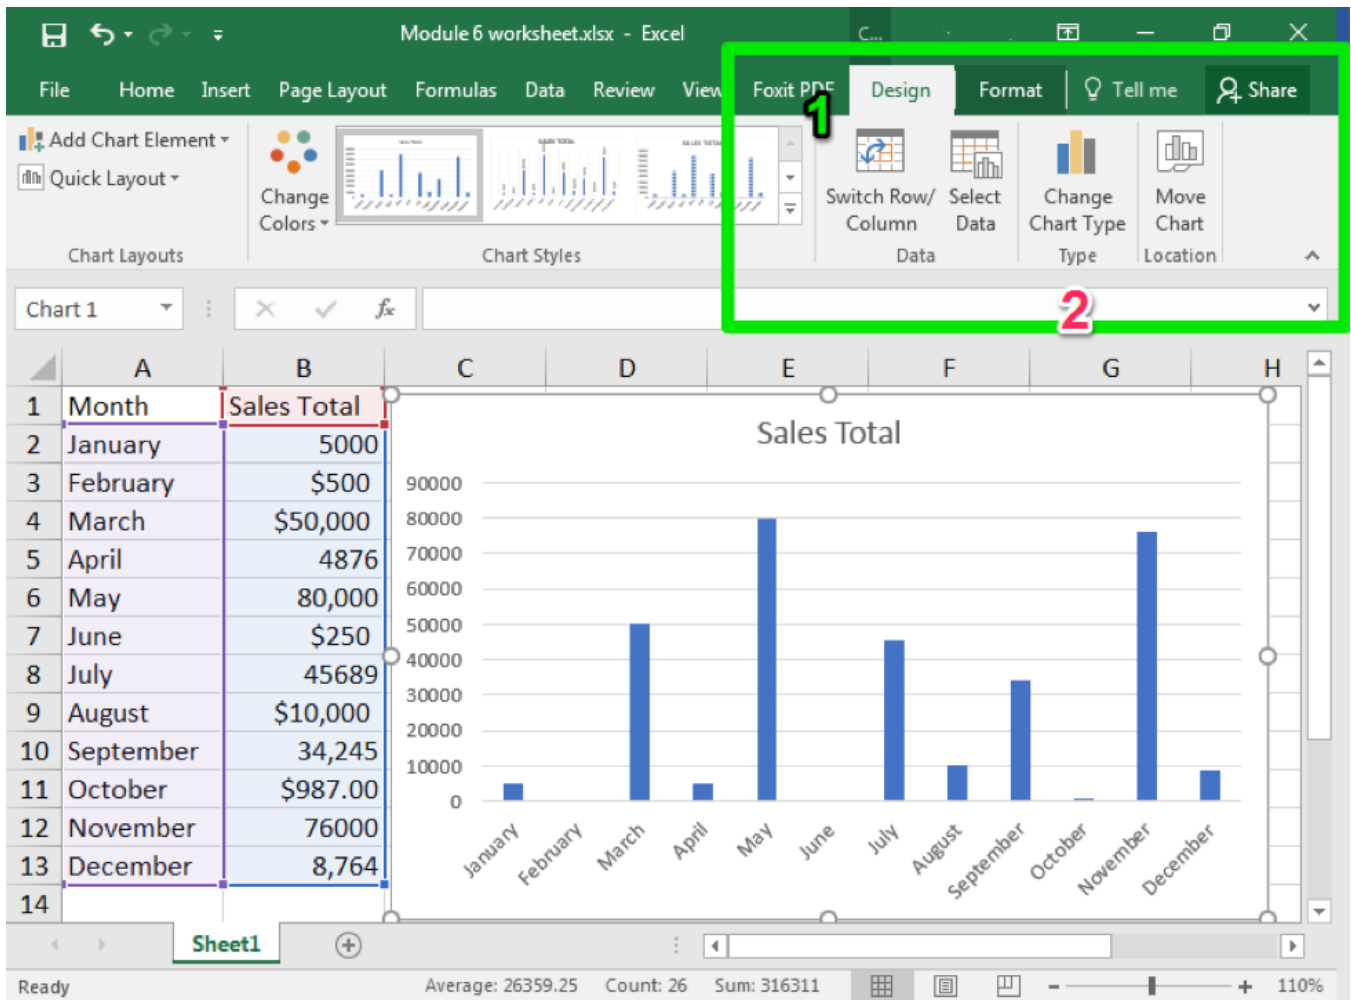 Module 6 worksheet.xlsx - Excel
C...
File Home Insert Page Layout Formulas Data Review View Foxit PDF Design Format Tell me Share
1
Add Chart Element
Quick Layout
Change Colors
Switch Row/ Column
Select Data
Change Chart Type
Move Chart
Chart Layouts
Chart Styles
Data
Type
Location
Chart 1
fx
2
A B C D E F G H
1 Month Sales Total
2 January 5000
3 February $500
4 March $50,000
5 April 4876
6 May 80,000
7 June $250
8 July 45689
9 August $10,000
10 September 34,245
11 October $987.00
12 November 76000
13 December 8,764
14
Sales Total
90000
80000
70000
60000
50000
40000
30000
20000
10000
0
January February March April May June July August September October November December
Sheet1
Ready Average: 26359.25 Count: 26 Sum: 316311 110%